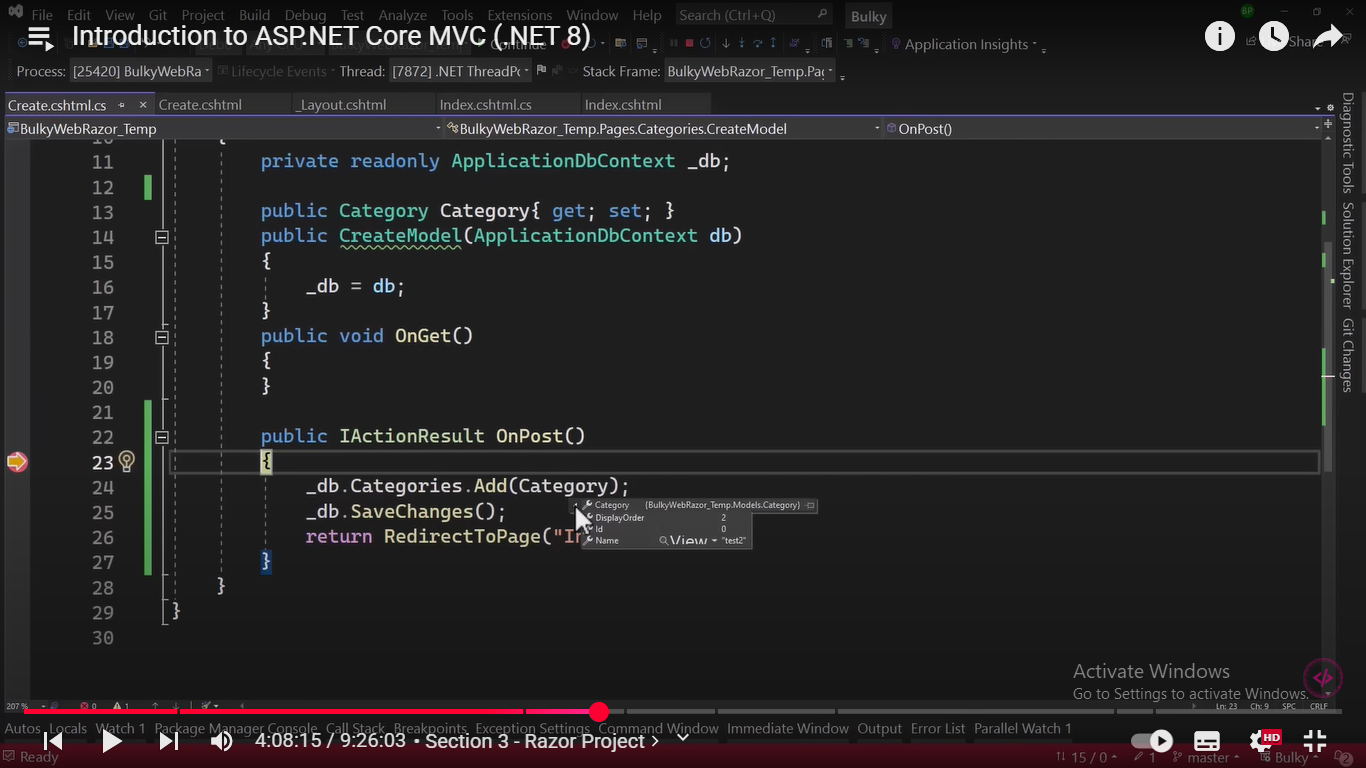 File Edit View Git Project Build Debug Test Analyze Tools Extensions Window Help Search (Ctrl+Q) Bulky BP
Introduction to ASP.NET Core MVC (.NET 8)
Continue Application Insights Share
Process: [25420] BulkyWebRa Lifecycle Events Thread: [7872] .NET ThreadP Stack Frame: BulkyWebRazor_Temp.Pa
Create.cshtml.cs Create.cshtml _Layout.cshtml Index.cshtml.cs Index.cshtml
BulkyWebRazor_Temp BulkyWebRazor_Temp.Pages.Categories.CreateModel OnPost()
10 {
11 private readonly ApplicationDbContext _db;
12
13 public Category Category{ get; set; }
14 public CreateModel(ApplicationDbContext db)
15 {
16 _db = db;
17 }
18 public void OnGet()
19 {
20 }
21
22 public IActionResult OnPost()
23 {
24 _db.Categories.Add(Category);
25 _db.SaveChanges();
26 return RedirectToPage("In
27 }
28 }
29 }
30
Category {BulkyWebRazor_Temp.Models.Category}
DisplayOrder 2
Id 0
Name View "test2"
Diagnostic Tools
Solution Explorer
Git Changes
Activate Windows
Go to Settings to activate Windows.
207 % 0 1 Ln: 23 Ch: 9 SPC CRLF
Autos Locals Watch 1 Package Manager Console Call Stack Breakpoints Exception Settings Command Window Immediate Window Output Error List Parallel Watch 1
4:08:15 / 9:26:03 • Section 3 - Razor Project HD
Ready 15 / 0 1 master Bulky 2